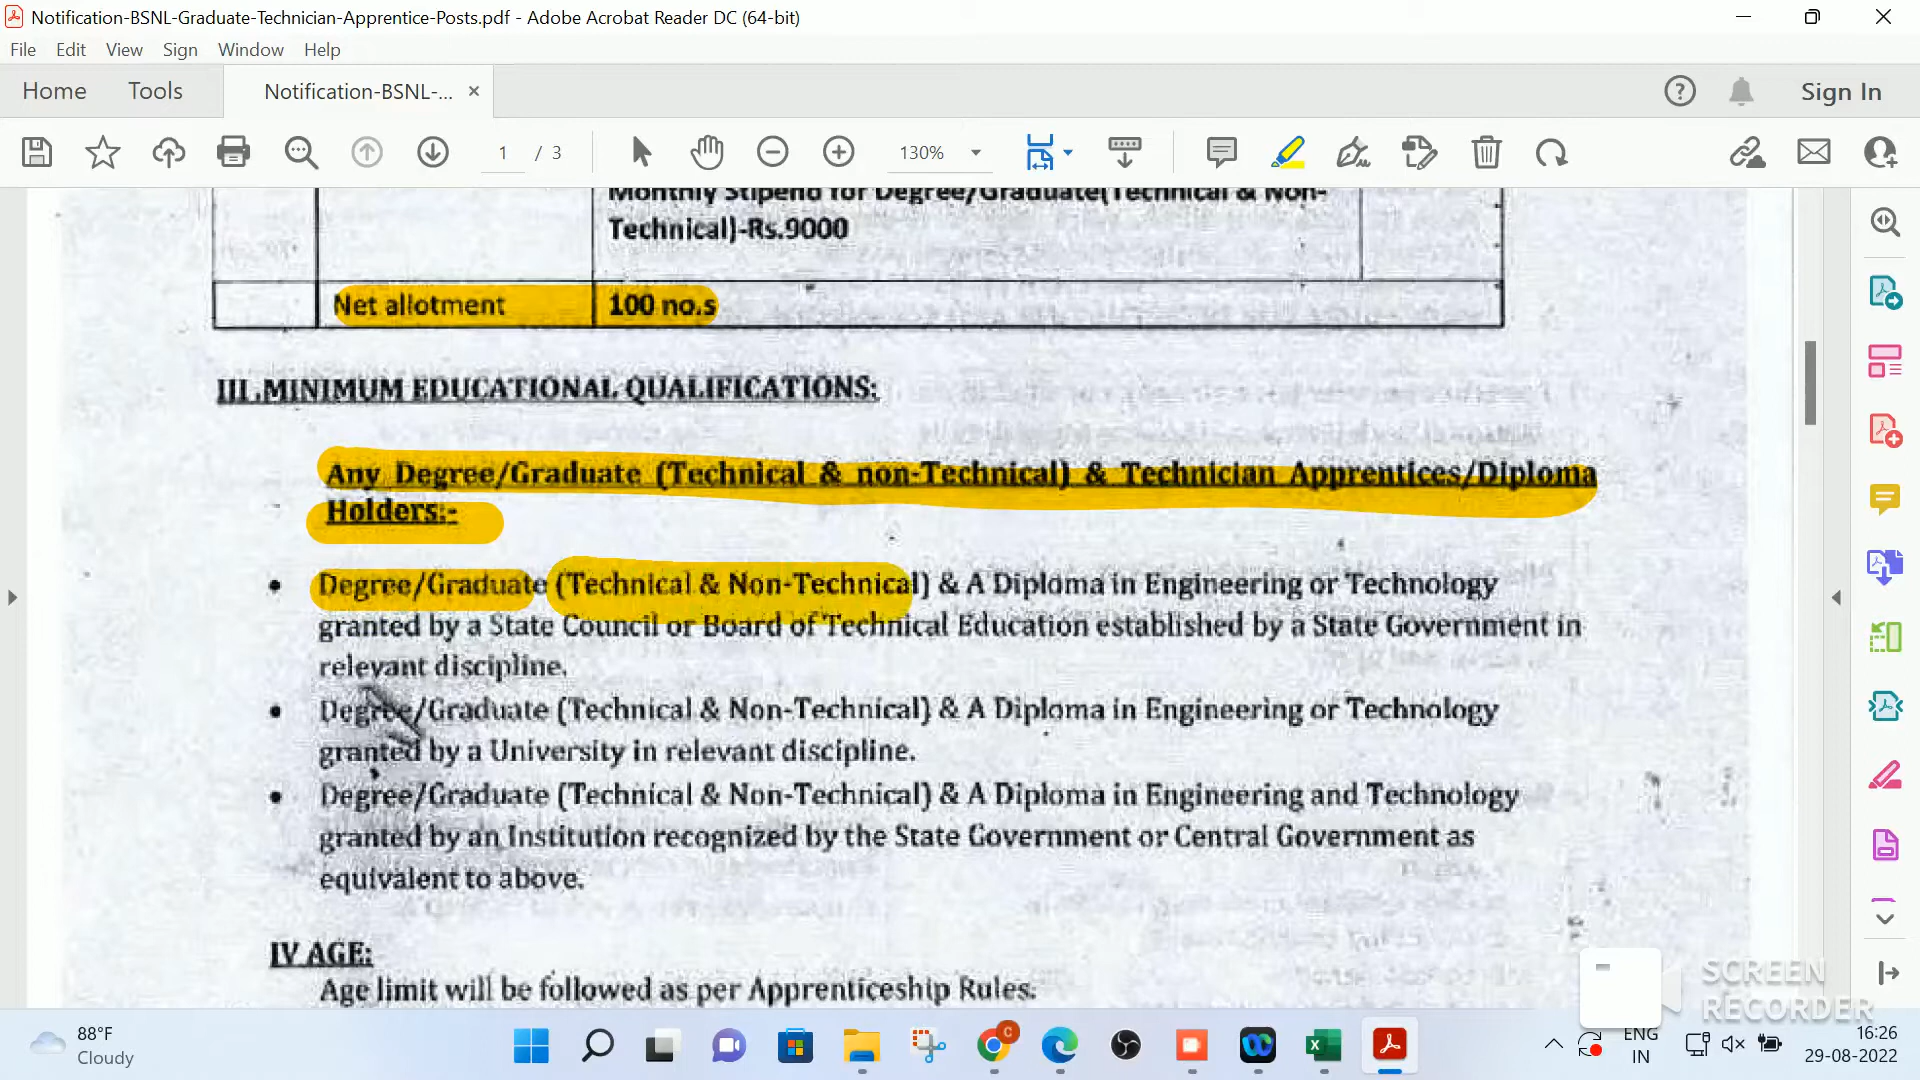 Notification-BSNL-Graduate-Technician-Apprentice-Posts.pdf - Adobe Acrobat Reader DC (64-bit)
File Edit View Sign Window Help
Home Tools Notification-BSNL-... × Sign In
1 / 3 130%
Monthly Stipend for Degree/Graduate(Technical & Non-
Technical)-Rs.9000
Net allotment 100 no.s
III.MINIMUM EDUCATIONAL QUALIFICATIONS:
Any Degree/Graduate (Technical & non-Technical) & Technician Apprentices/Diploma
Holders:-
• Degree/Graduate (Technical & Non-Technical) & A Diploma in Engineering or Technology
granted by a State Council or Board of Technical Education established by a State Government in
relevant discipline.
• Degree/Graduate (Technical & Non-Technical) & A Diploma in Engineering or Technology
granted by a University in relevant discipline.
• Degree/Graduate (Technical & Non-Technical) & A Diploma in Engineering and Technology
granted by an Institution recognized by the State Government or Central Government as
equivalent to above.
IV AGE:
Age limit will be followed as per Apprenticeship Rules.
SCREEN
RECORDER
88°F
Cloudy
C
ENG
IN
16:26
29-08-2022